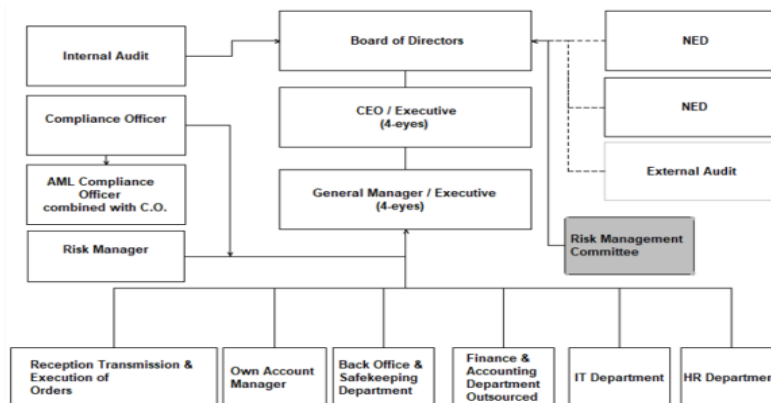 Board of Directors
NED
Internal Audit
CEO / Executive
(4-eyes)
NED
Compliance Officer
External Audit
AML Compliance
Officer
combined with C.O.
General Manager / Executive
(4-eyes)
Risk Manager
Risk Management
Committee
Reception Transmission &
Execution of
Orders
Own Account
Manager
Back Office &
Safekeeping
Department
Finance &
Accounting
Department
Outsourced
IT Department
HR Department